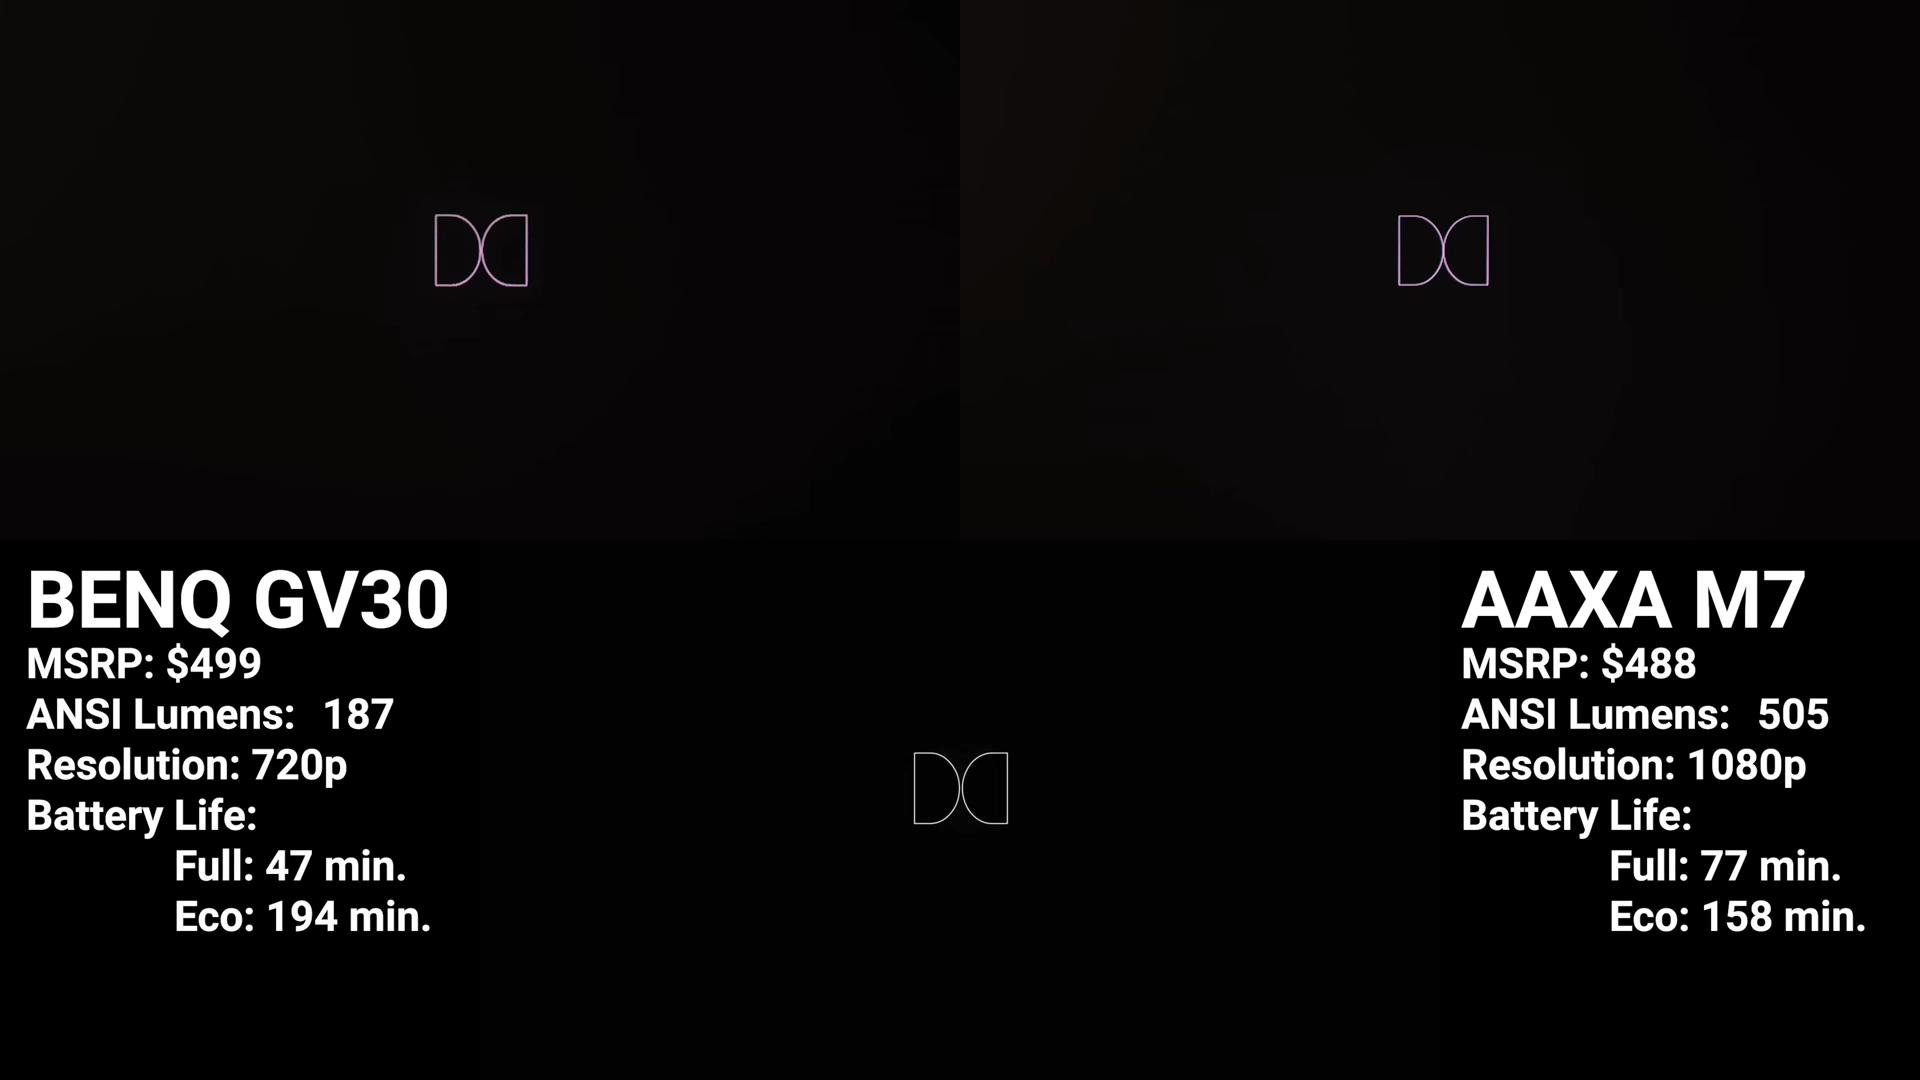 BENQ GV30
MSRP: $499
ANSI Lumens: 187
Resolution: 720p
Battery Life:
Full: 47 min.
Eco: 194 min.
AAXA M7
MSRP: $488
ANSI Lumens: 505
Resolution: 1080p
Battery Life:
Full: 77 min.
Eco: 158 min.